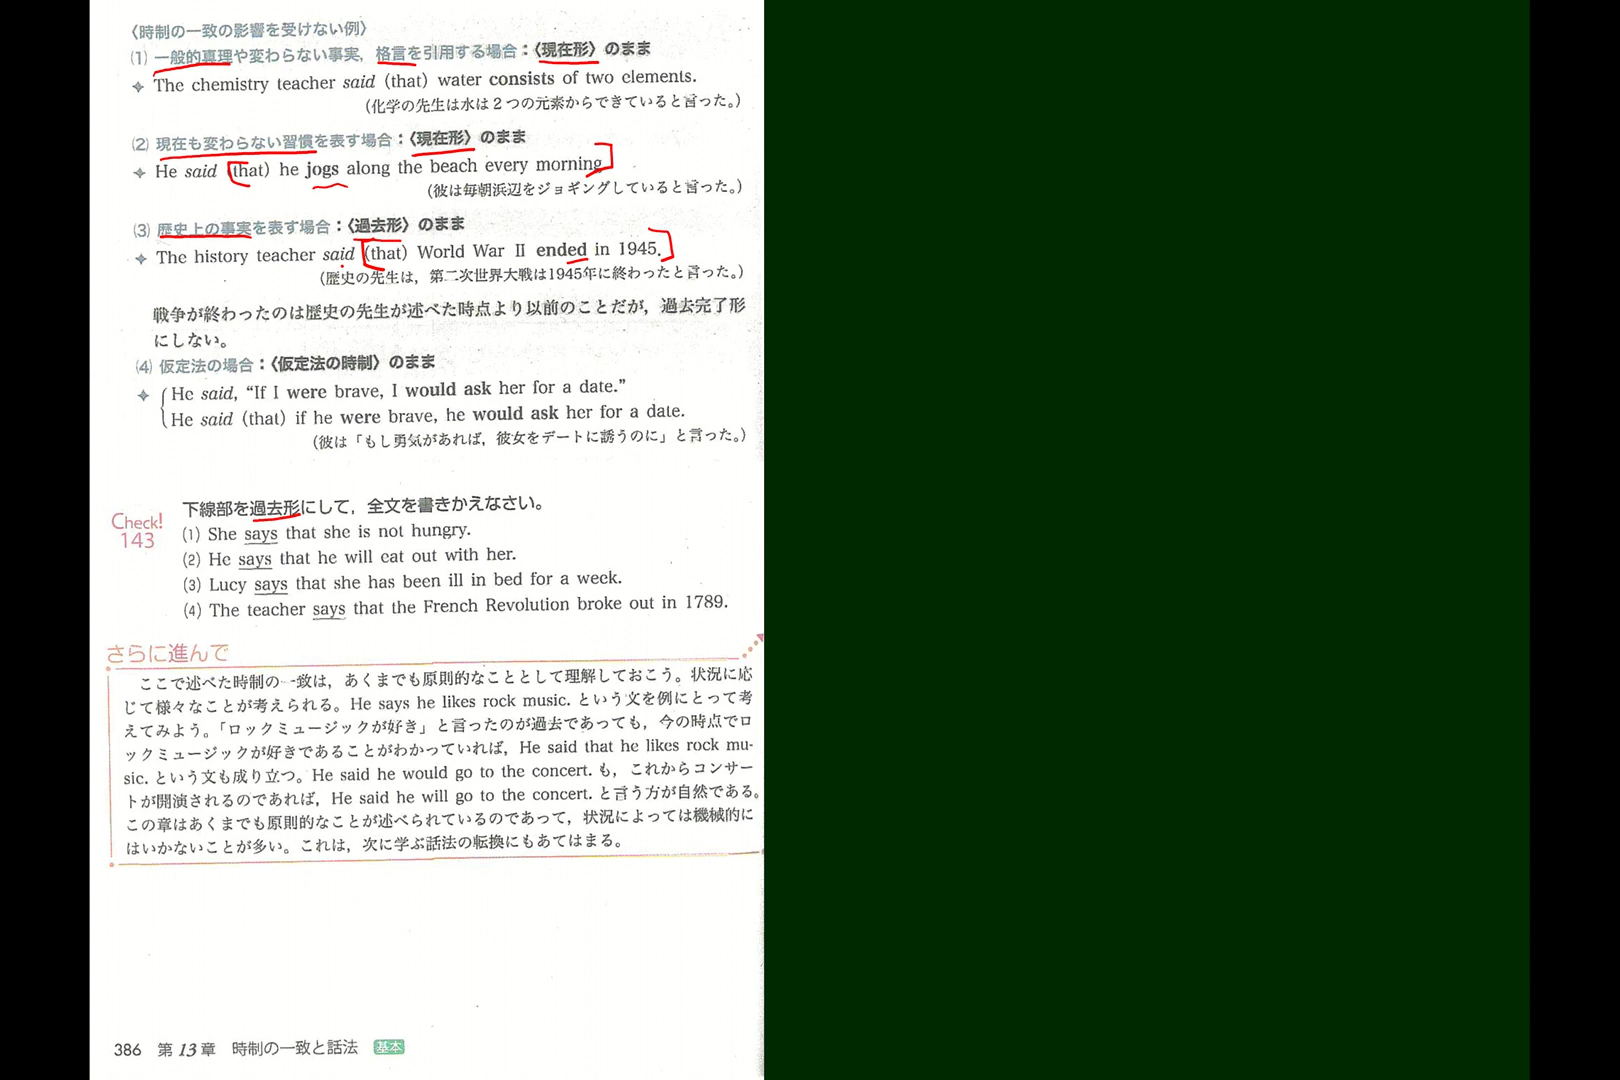 〈時制の一致の影響を受けない例〉
(1) 一般的真理や変わらない事実，格言を引用する場合：〈現在形〉のまま
The chemistry teacher said (that) water consists of two elements.
(化学の先生は水は２つの元素からできていると言った。)
(2) 現在も変わらない習慣を表す場合：〈現在形〉のまま
He said (that) he jogs along the beach every morning
(彼は毎朝浜辺をジョギングしていると言った。)
(3) 歴史上の事実を表す場合：〈過去形〉のまま
The history teacher said (that) World War II ended in 1945.
(歴史の先生は，第二次世界大戦は1945年に終わったと言った。)
戦争が終わったのは歴史の先生が述べた時点より以前のことだが，過去完了形
にしない。
(4) 仮定法の場合：〈仮定法の時制〉のまま
He said, “If I were brave, I would ask her for a date.”
He said (that) if he were brave, he would ask her for a date.
(彼は「もし勇気があれば，彼女をデートに誘うのに」と言った。)
Check! 143
下線部を過去形にして，全文を書きかえなさい。
(1) She says that she is not hungry.
(2) He says that he will eat out with her.
(3) Lucy says that she has been ill in bed for a week.
(4) The teacher says that the French Revolution broke out in 1789.
さらに進んで
ここで述べた時制の一致は，あくまでも原則的なこととして理解しておこう。状況に応
じて様々なことが考えられる。He says he likes rock music. という文を例にとって考
えてみよう。「ロックミュージックが好き」と言ったのが過去であっても，今の時点でロ
ックミュージックが好きであることがわかっていれば，He said that he likes rock mu-
sic. という文も成り立つ。He said he would go to the concert. も，これからコンサー
トが開演されるのであれば，He said he will go to the concert. と言う方が自然である。
この章はあくまでも原則的なことが述べられているのであって，状況によっては機械的に
はいかないことが多い。これは，次に学ぶ話法の転換にもあてはまる。
386 第13章 時制の一致と話法 基本